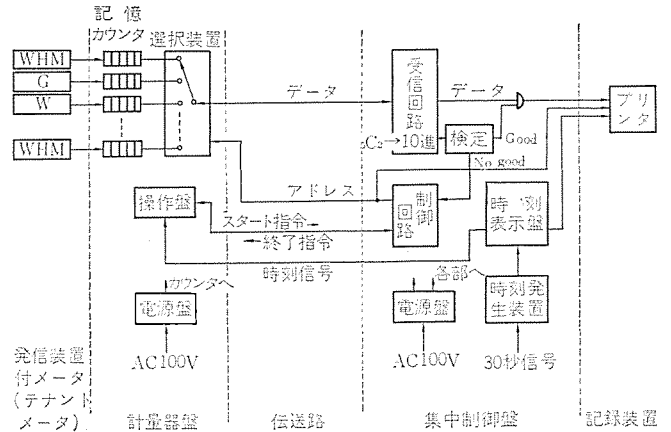 記憶
カウンタ
選択装置
WHM
G
W
WHM
データ
受信回路
₅C₂→10進
データ
検定
Good
No good
プリンタ
アドレス
操作盤
スタート指令
終了指令
時刻信号
制御
回路
時刻
表示盤
カウンタへ
電源盤
AC100V
各部へ
電源盤
AC100V
時刻発
生装置
30秒信号
発信装置
付メータ
(テナント
メータ)
計量器盤
伝送路
集中制御盤
記録装置